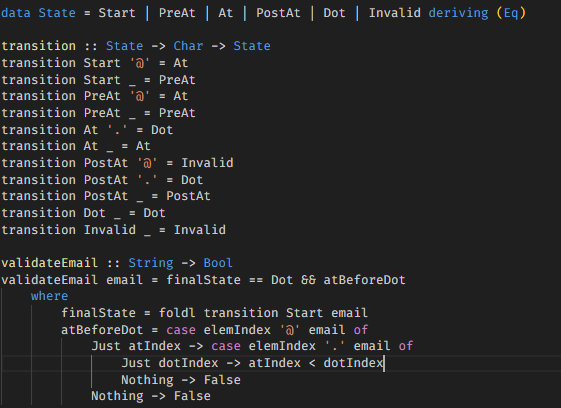 data State = Start | PreAt | At | PostAt | Dot | Invalid deriving (Eq)
transition :: State -> Char -> State
transition Start '@' = At
transition Start _ = PreAt
transition PreAt '@' = At
transition PreAt _ = PreAt
transition At '.' = Dot
transition At _ = At
transition PostAt '@' = Invalid
transition PostAt '.' = Dot
transition PostAt _ = PostAt
transition Dot _ = Dot
transition Invalid _ = Invalid
validateEmail :: String -> Bool
validateEmail email = finalState == Dot && atBeforeDot
where
finalState = foldl transition Start email
atBeforeDot = case elemIndex '@' email of
Just atIndex -> case elemIndex '.' email of
Just dotIndex -> atIndex < dotIndex
Nothing -> False
Nothing -> False